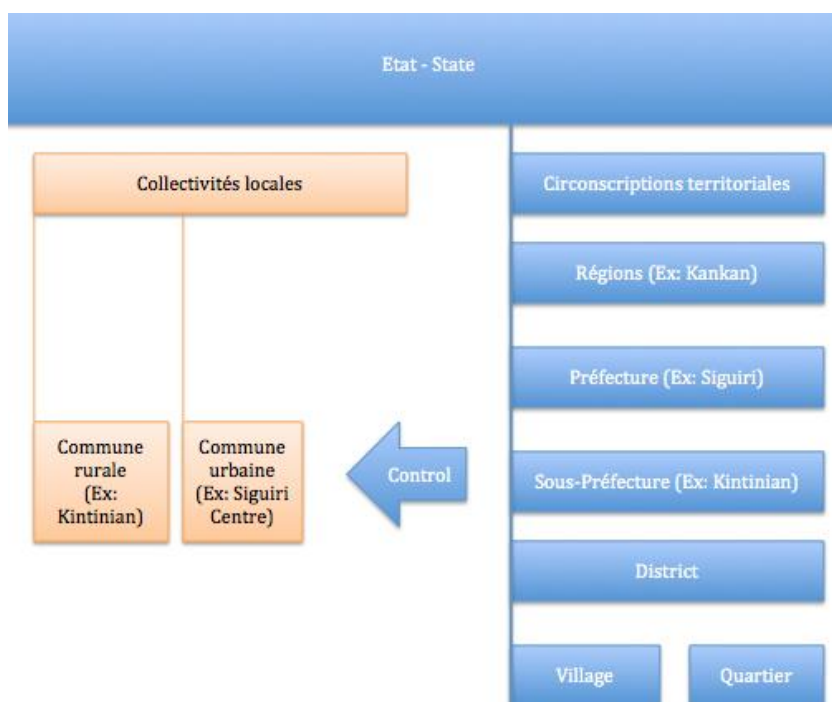 Etat - State
Collectivités locales
Commune
rurale
(Ex:
Kintinian)
Commune
urbaine
(Ex: Siguiri
Centre)
Control
Circonscriptions territoriales
Régions (Ex: Kankan)
Préfecture (Ex: Siguiri)
Sous-Préfecture (Ex: Kintinian)
District
Village
Quartier